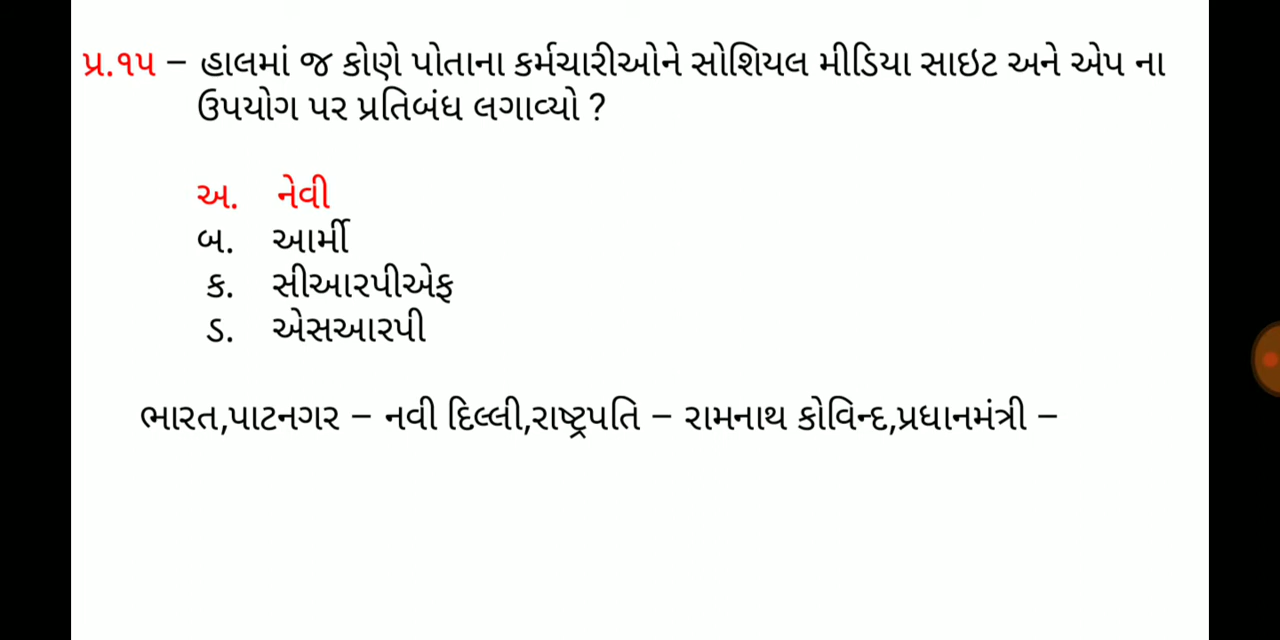 પ્ર.૧૫ – હાલમાં જ કોણે પોતાના કર્મચારીઓને સોશિયલ મીડિયા સાઇટ અને એપ ના
ઉપયોગ પર પ્રતિબંધ લગાવ્યો ?
અ. નેવી
બ. આર્મી
ક. સીઆરપીએફ
ડ. એસઆરપી
ભારત,પાટનગર – નવી દિલ્લી,રાષ્ટ્રપતિ – રામનાથ કોવિન્દ,પ્રધાનમંત્રી –